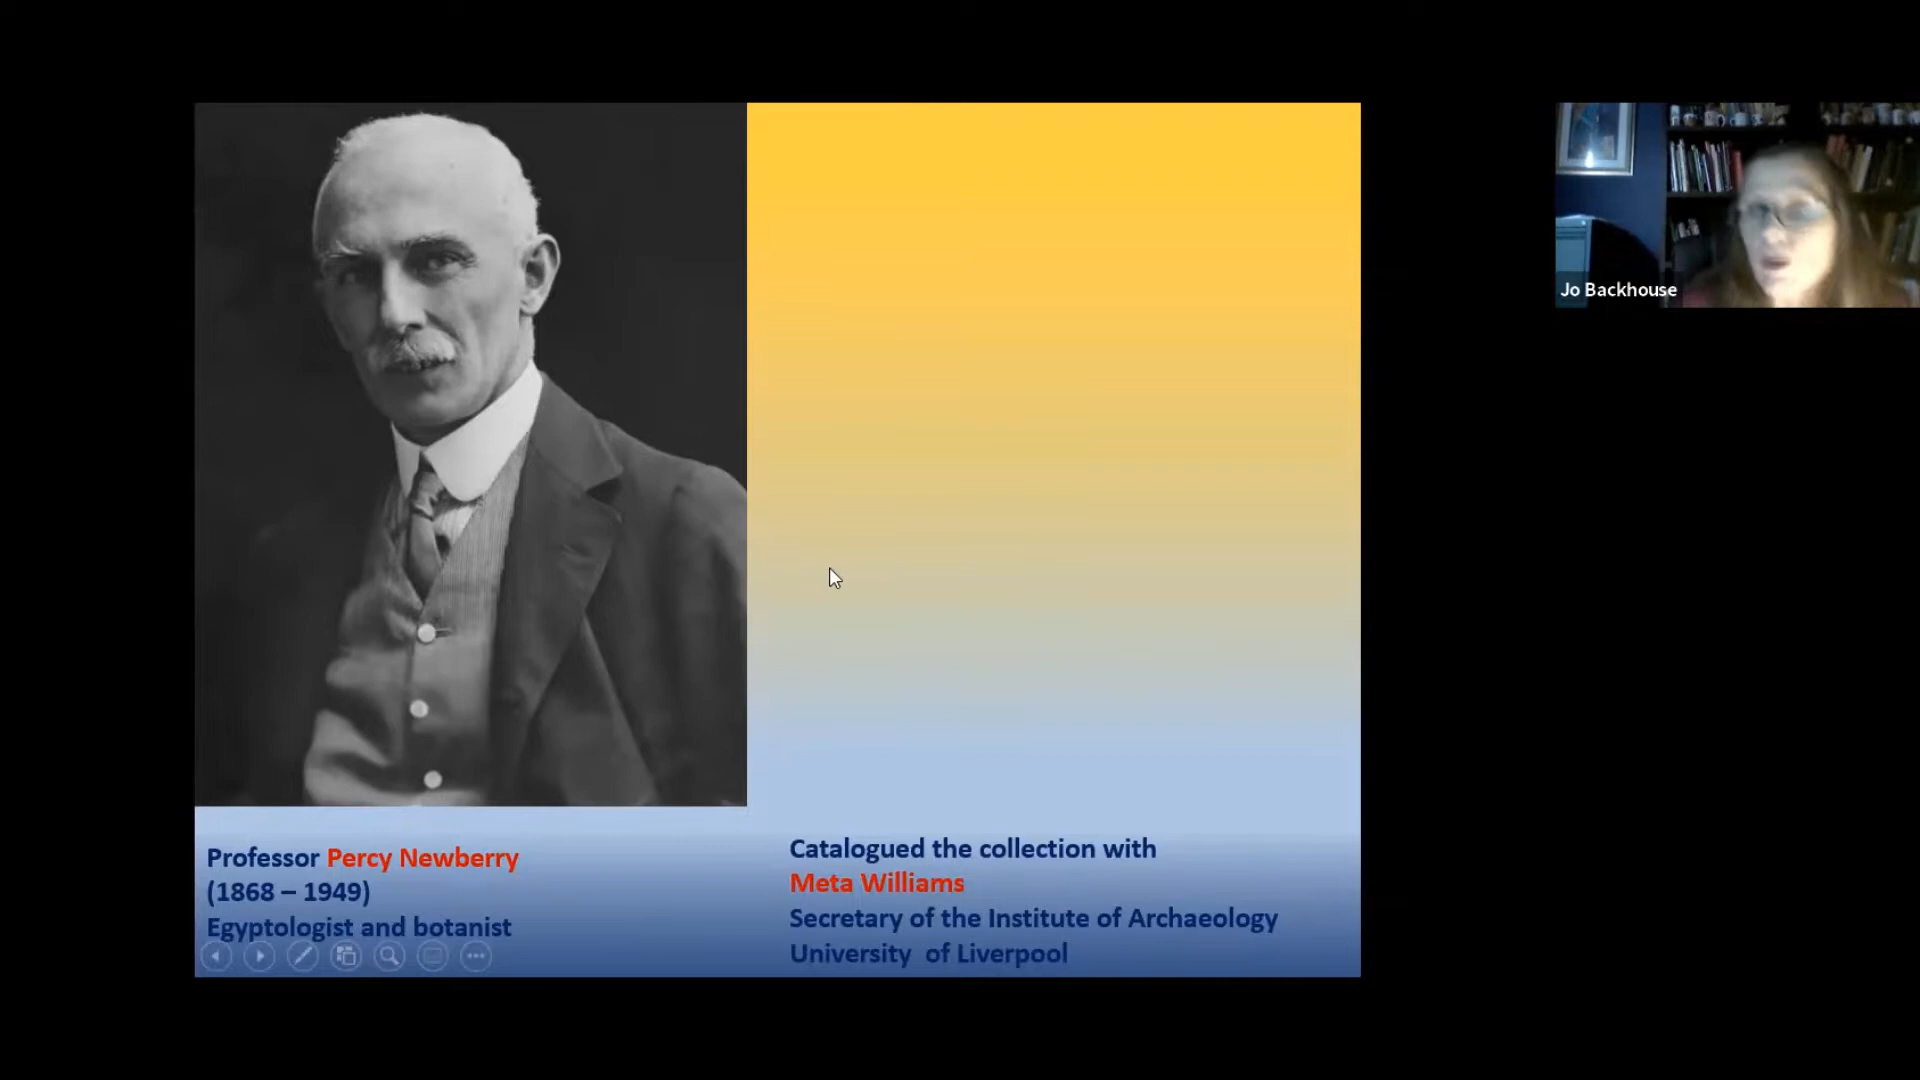 Professor Percy Newberry
(1868 – 1949)
Egyptologist and botanist
Catalogued the collection with
Meta Williams
Secretary of the Institute of Archaeology
University  of Liverpool
Jo Backhouse